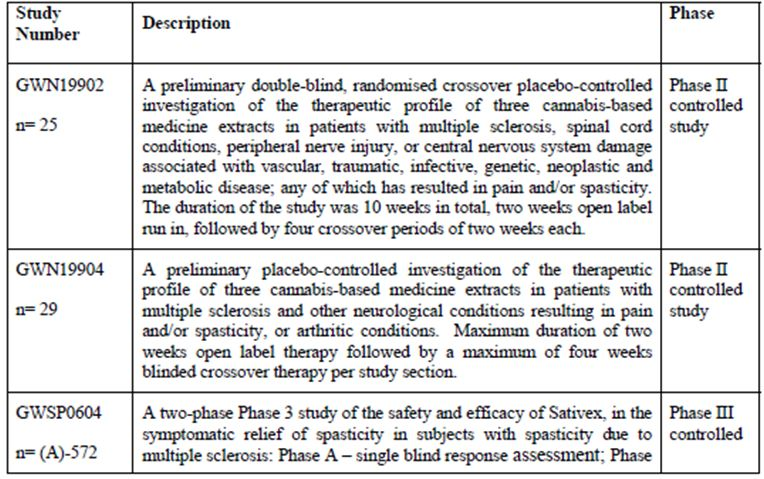 Study
Number
Description
Phase
GWN19902
n= 25
A preliminary double-blind, randomised crossover placebo-controlled
investigation of the therapeutic profile of three cannabis-based
medicine extracts in patients with multiple sclerosis, spinal cord
conditions, peripheral nerve injury, or central nervous system damage
associated with vascular, traumatic, infective, genetic, neoplastic and
metabolic disease; any of which has resulted in pain and/or spasticity.
The duration of the study was 10 weeks in total, two weeks open label
run in, followed by four crossover periods of two weeks each.
Phase II
controlled
study
GWN19904
n= 29
A preliminary placebo-controlled investigation of the therapeutic
profile of three cannabis-based medicine extracts in patients with
multiple sclerosis and other neurological conditions resulting in pain
and/or spasticity, or arthritic conditions. Maximum duration of two
weeks open label therapy followed by a maximum of four weeks
blinded crossover therapy per study section.
Phase II
controlled
study
GWSP0604
n= (A)-572
A two-phase Phase 3 study of the safety and efficacy of Sativex, in the
symptomatic relief of spasticity in subjects with spasticity due to
multiple sclerosis: Phase A – single blind response assessment; Phase
Phase III
controlled